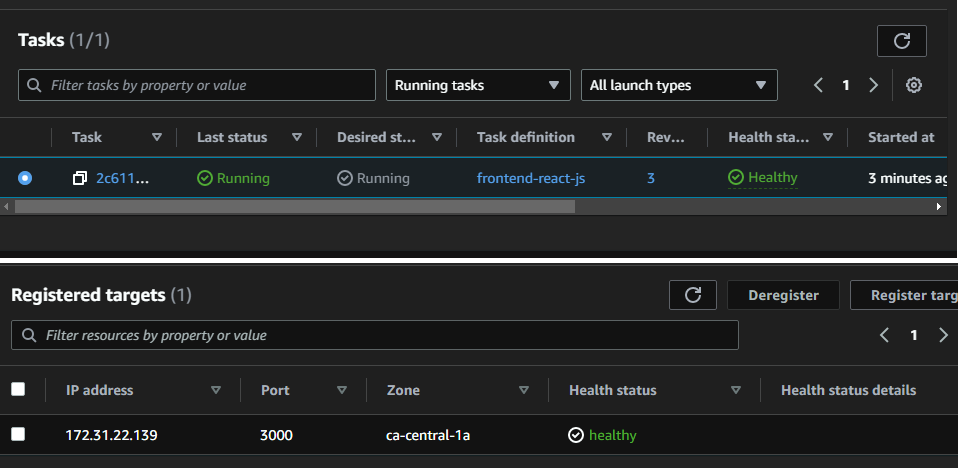 Tasks (1/1)
Filter tasks by property or value
Running tasks
All launch types
1
Task Last status Desired st... Task definition Rev... Health sta... Started at
2c611... Running Running frontend-react-js 3 Healthy 3 minutes
Registered targets (1)
Deregister
Register
Filter resources by property or value
1
IP address Port Zone Health status Health status details
172.31.22.139 3000 ca-central-1a healthy